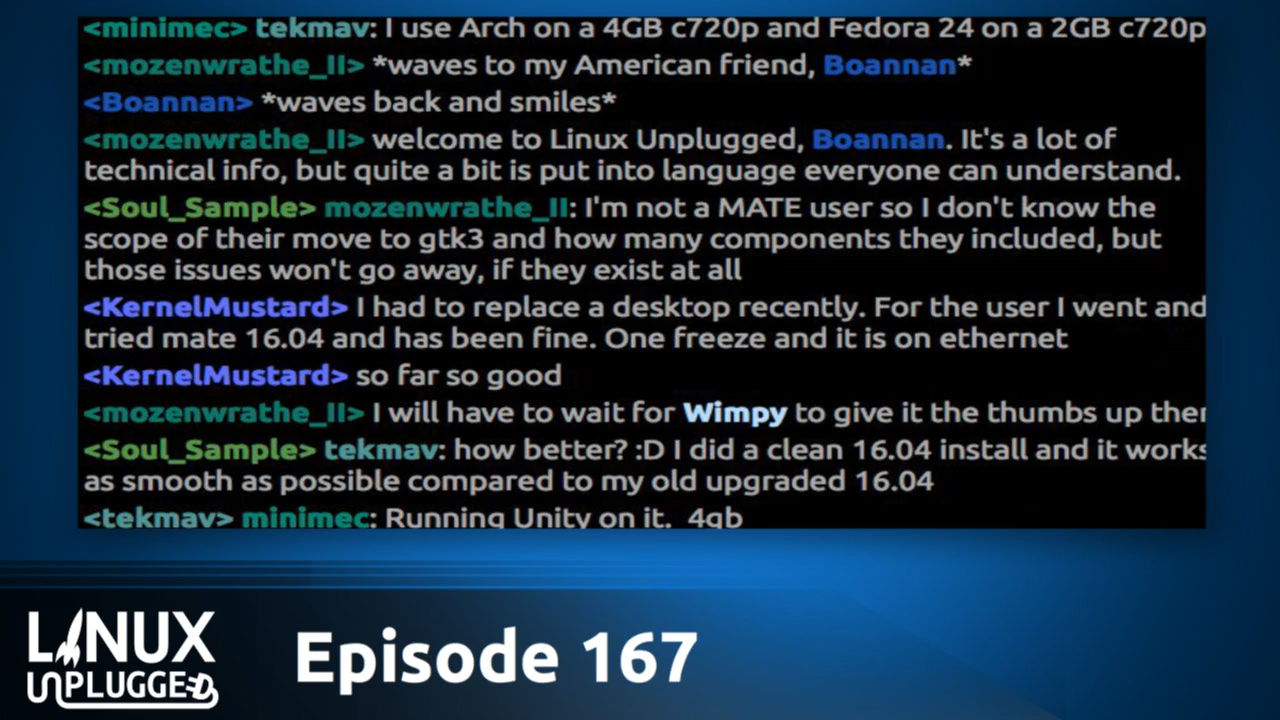 <minimec> tekmav: I use Arch on a 4GB c720p and Fedora 24 on a 2GB c720p
<mozenwrathe_II> *waves to my American friend, Boannan*
<Boannan> *waves back and smiles*
<mozenwrathe_II> welcome to Linux Unplugged, Boannan. It's a lot of
technical info, but quite a bit is put into language everyone can understand.
<Soul_Sample> mozenwrathe_II: I'm not a MATE user so I don't know the
scope of their move to gtk3 and how many components they included, but
those issues won't go away, if they exist at all
<KernelMustard> I had to replace a desktop recently. For the user I went and
tried mate 16.04 and has been fine. One freeze and it is on ethernet
<KernelMustard> so far so good
<mozenwrathe_II> I will have to wait for Wimpy to give it the thumbs up
<Soul_Sample> tekmav: how better? :D I did a clean 16.04 install and it works
as smooth as possible compared to my old upgraded 16.04
<tekmav> minimec: Running Unity on it.  4gb
LINUX
UNPLUGGED
Episode 167